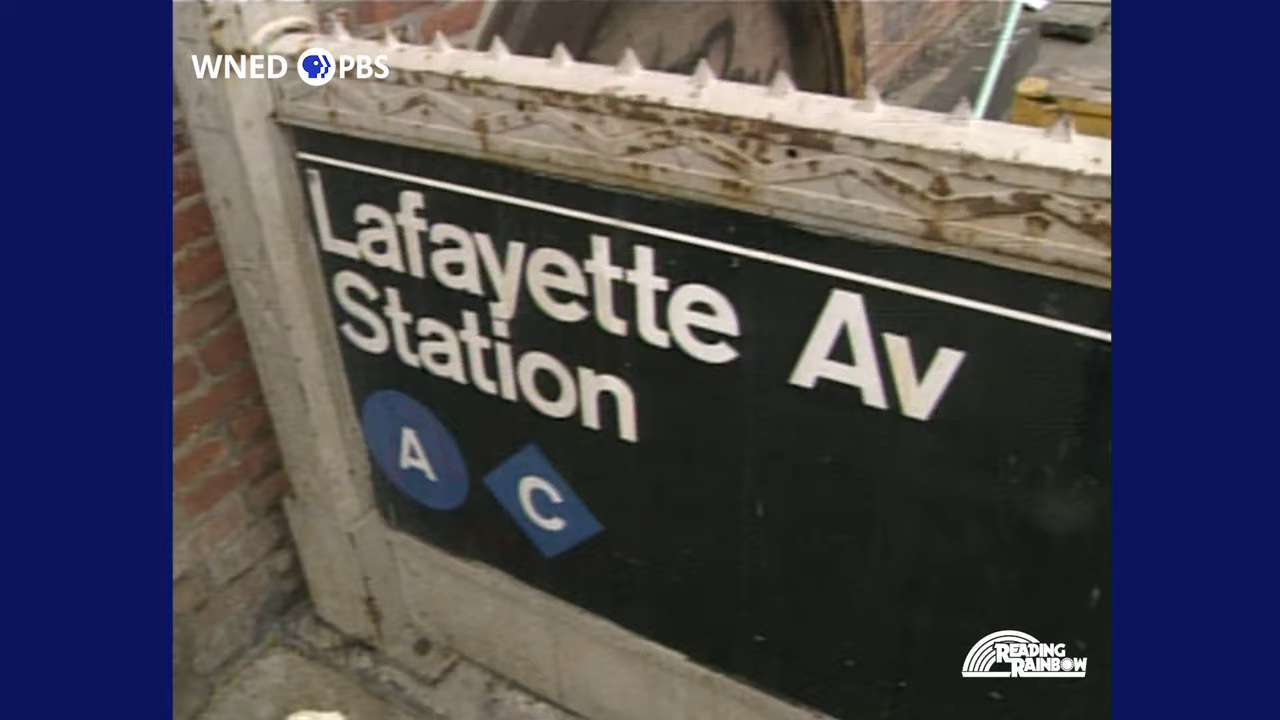 WNED PBS
Lafayette Av
Station
A C
READING
RAINBOW